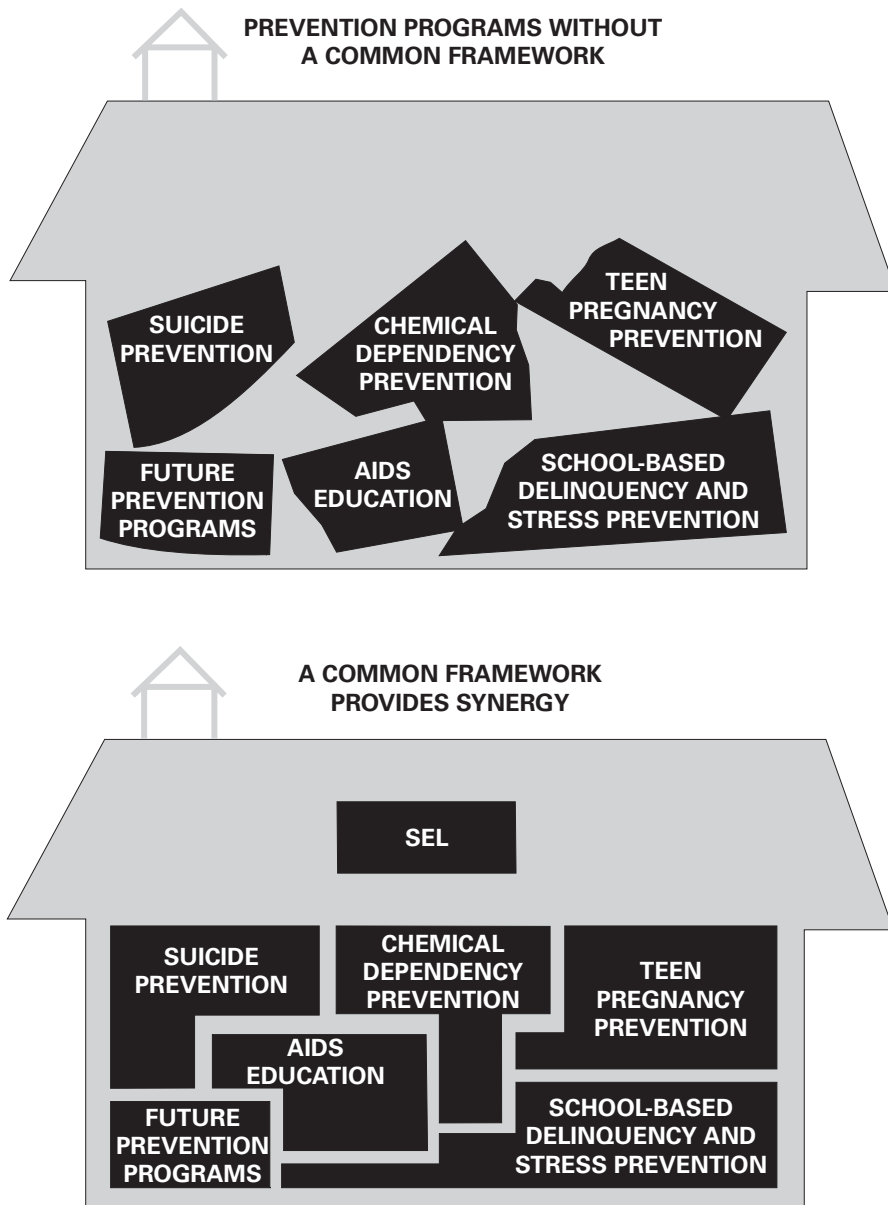 PREVENTION PROGRAMS WITHOUT
A COMMON FRAMEWORK
SUICIDE
PREVENTION
CHEMICAL
DEPENDENCY
PREVENTION
TEEN
PREGNANCY
PREVENTION
FUTURE
PREVENTION
PROGRAMS
AIDS
EDUCATION
SCHOOL-BASED
DELINQUENCY AND
STRESS PREVENTION
A COMMON FRAMEWORK
PROVIDES SYNERGY
SEL
SUICIDE
PREVENTION
CHEMICAL
DEPENDENCY
PREVENTION
TEEN
PREGNANCY
PREVENTION
AIDS
EDUCATION
FUTURE
PREVENTION
PROGRAMS
SCHOOL-BASED
DELINQUENCY AND
STRESS PREVENTION